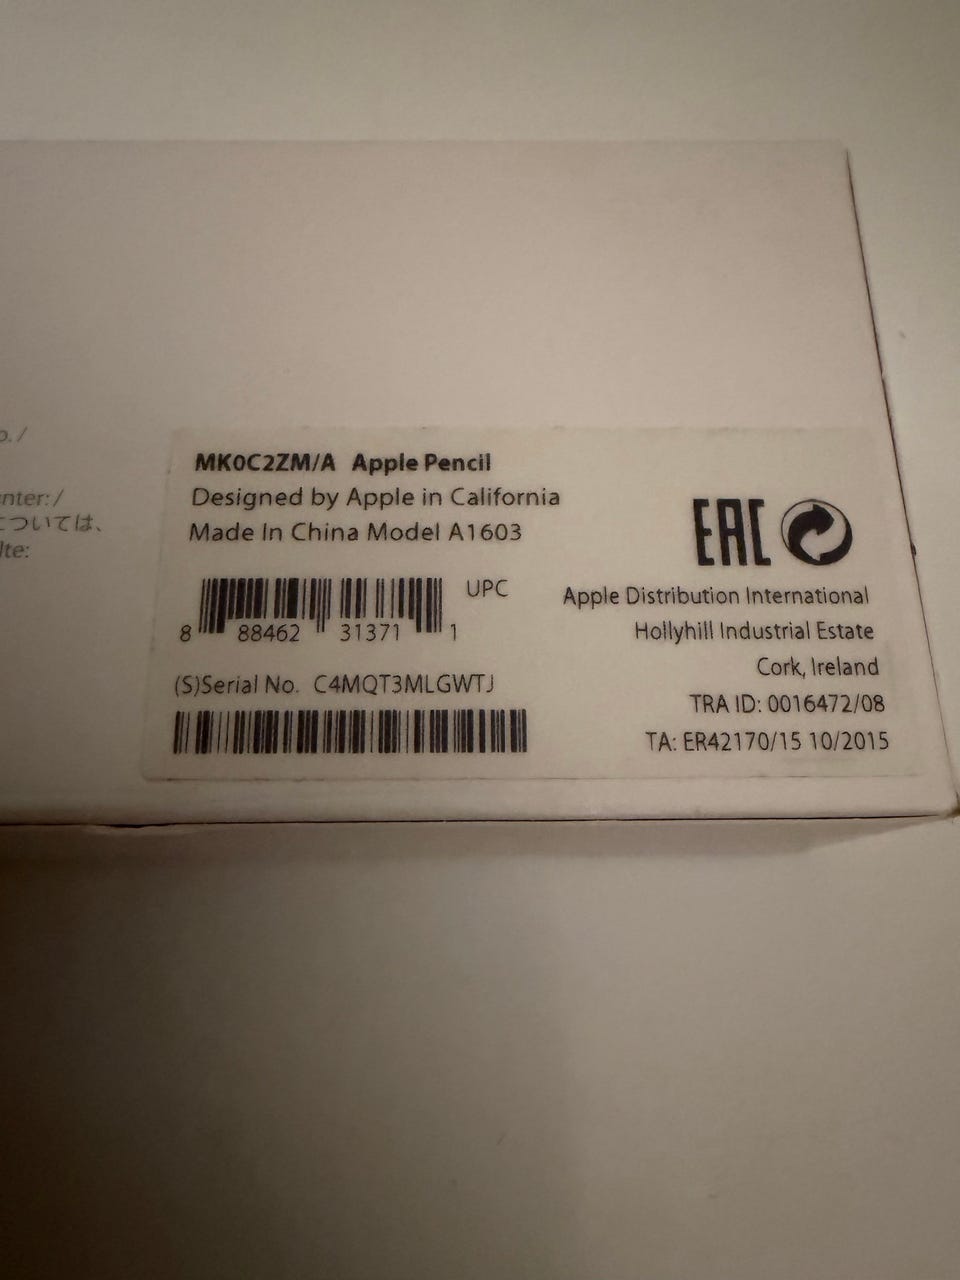 o./
nter:/
については、
lte:
MK0C2ZM/A Apple Pencil
Designed by Apple in California
Made In China Model A1603
UPC
8 88462 31371 1
(S)Serial No. C4MQT3MLGWTJ
EAC
Apple Distribution International
Hollyhill Industrial Estate
Cork, Ireland
TRA ID: 0016472/08
TA: ER42170/15 10/2015